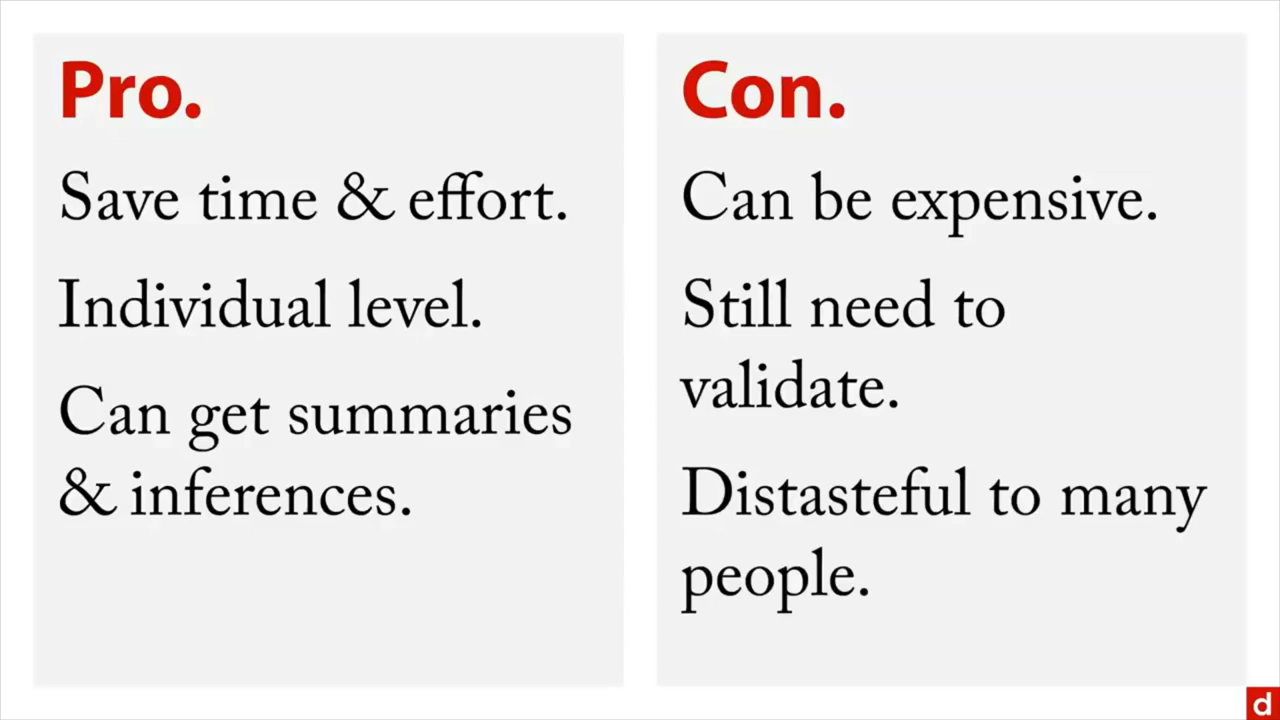 Pro.
Save time & effort.
Individual level.
Can get summaries
& inferences.
Con.
Can be expensive.
Still need to
validate.
Distasteful to many
people.
d